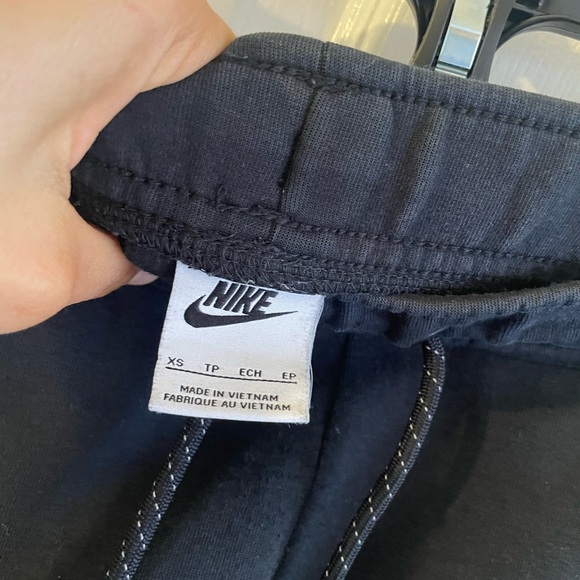 NIKE
XS TP ECH EP
MADE IN VIETNAM
FABRIQUE AU VIETNAM